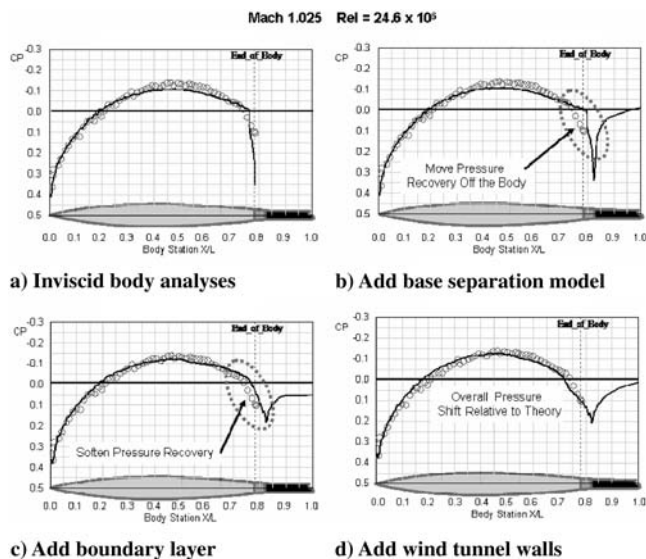 Mach 1.025 Rel = 24.6 x 10⁶
-0.3
CP
-0.2
-0.1
0.0
0.1
0.2
0.3
0.4
0.5
End_of_Body
0.0 0.1 0.2 0.3 0.4 0.5 0.6 0.7 0.8 0.9 1.0
Body Station X/L
a) Inviscid body analyses
-0.3
CP
-0.2
-0.1
0.0
0.1
0.2
0.3
0.4
0.5
End_of_Body
Move Pressure
Recovery Off the Body
0.0 0.1 0.2 0.3 0.4 0.5 0.6 0.7 0.8 0.9 1.0
Body Station X/L
b) Add base separation model
-0.3
CP
-0.2
-0.1
0.0
0.1
0.2
0.3
0.4
0.5
End_of_Body
Soften Pressure Recovery
0.0 0.1 0.2 0.3 0.4 0.5 0.6 0.7 0.8 0.9 1.0
Body Station X/L
c) Add boundary layer
-0.3
CP
-0.2
-0.1
0.0
0.1
0.2
0.3
0.4
0.5
End_of_Body
Overall Pressure
Shift Relative to Theory
0.0 0.1 0.2 0.3 0.4 0.5 0.6 0.7 0.8 0.9 1.0
Body Station X/L
d) Add wind tunnel walls